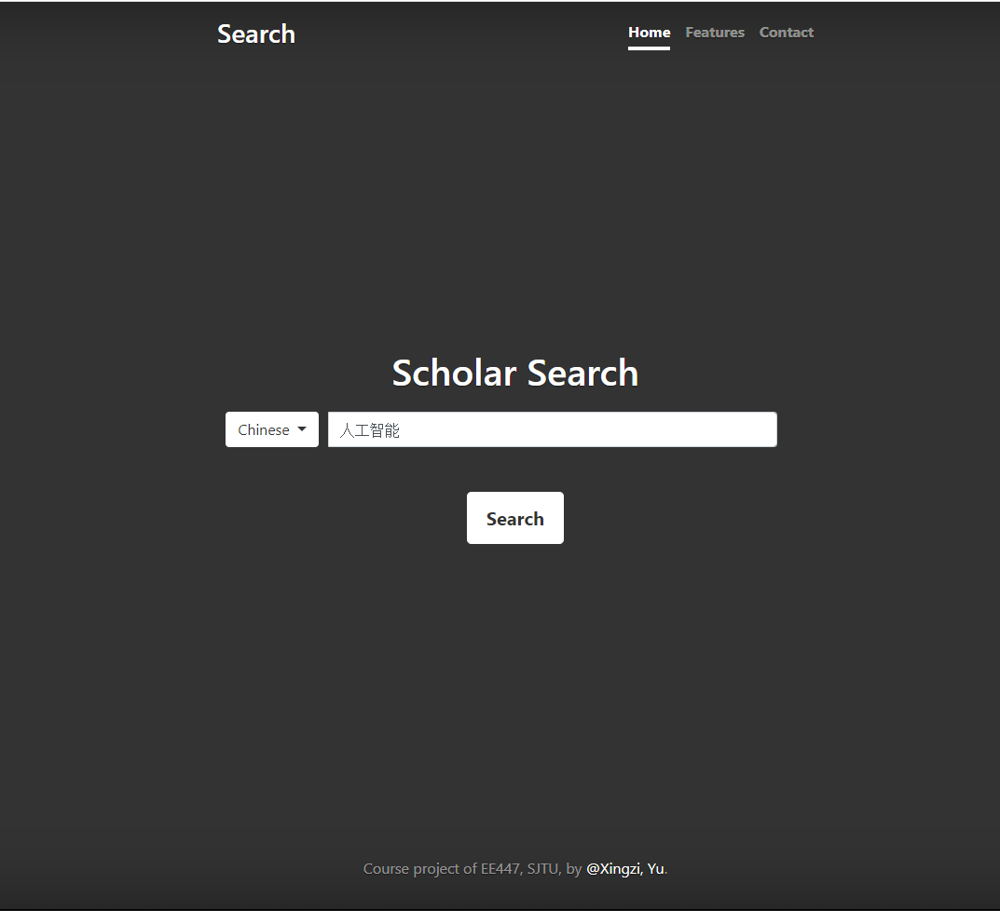 Search
Home Features Contact
Scholar Search
Chinese
人工智能
Search
Course project of EE447, SJTU, by @Xingzi, Yu.